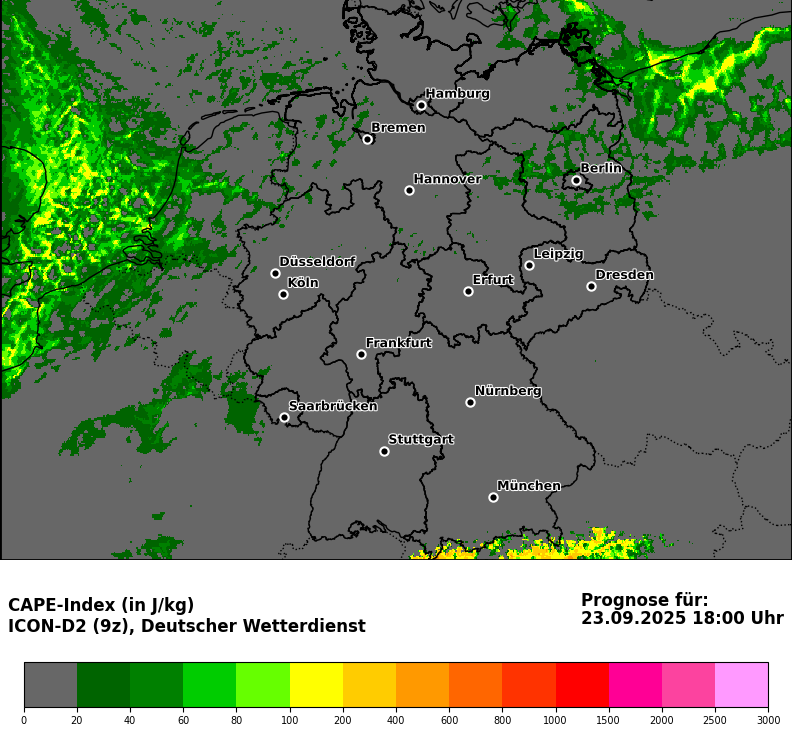 Hamburg
Bremen
Berlin
Hannover
Leipzig
Düsseldorf
Dresden
Köln
Erfurt
Frankfurt
Nürnberg
Saarbrücken
Stuttgart
München
CAPE-Index (in J/kg)
ICON-D2 (9z), Deutscher Wetterdienst
Prognose für:
23.09.2025 18:00 Uhr
0 20 40 60 80 100 200 400 600 800 1000 1500 2000 2500 3000